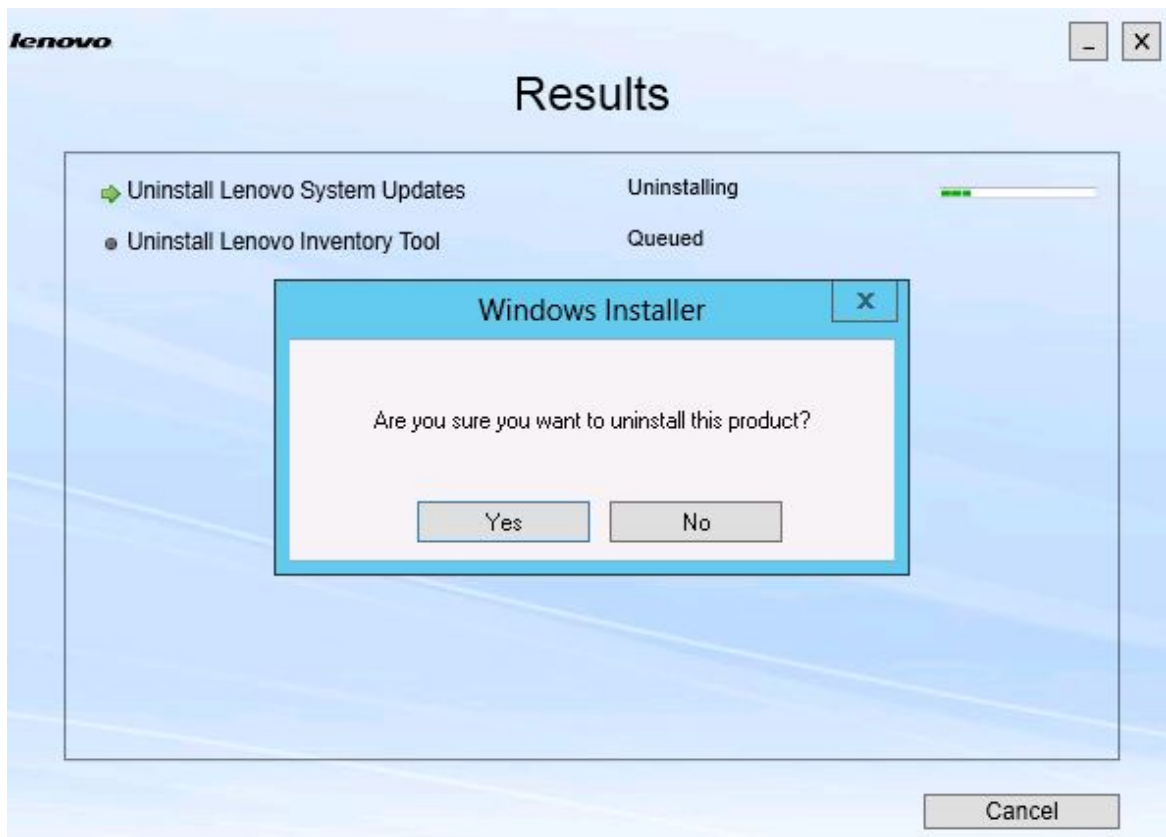 lenovo
Results
Uninstall Lenovo System Updates Uninstalling
Uninstall Lenovo Inventory Tool Queued
Windows Installer
Are you sure you want to uninstall this product?
Yes No
Cancel